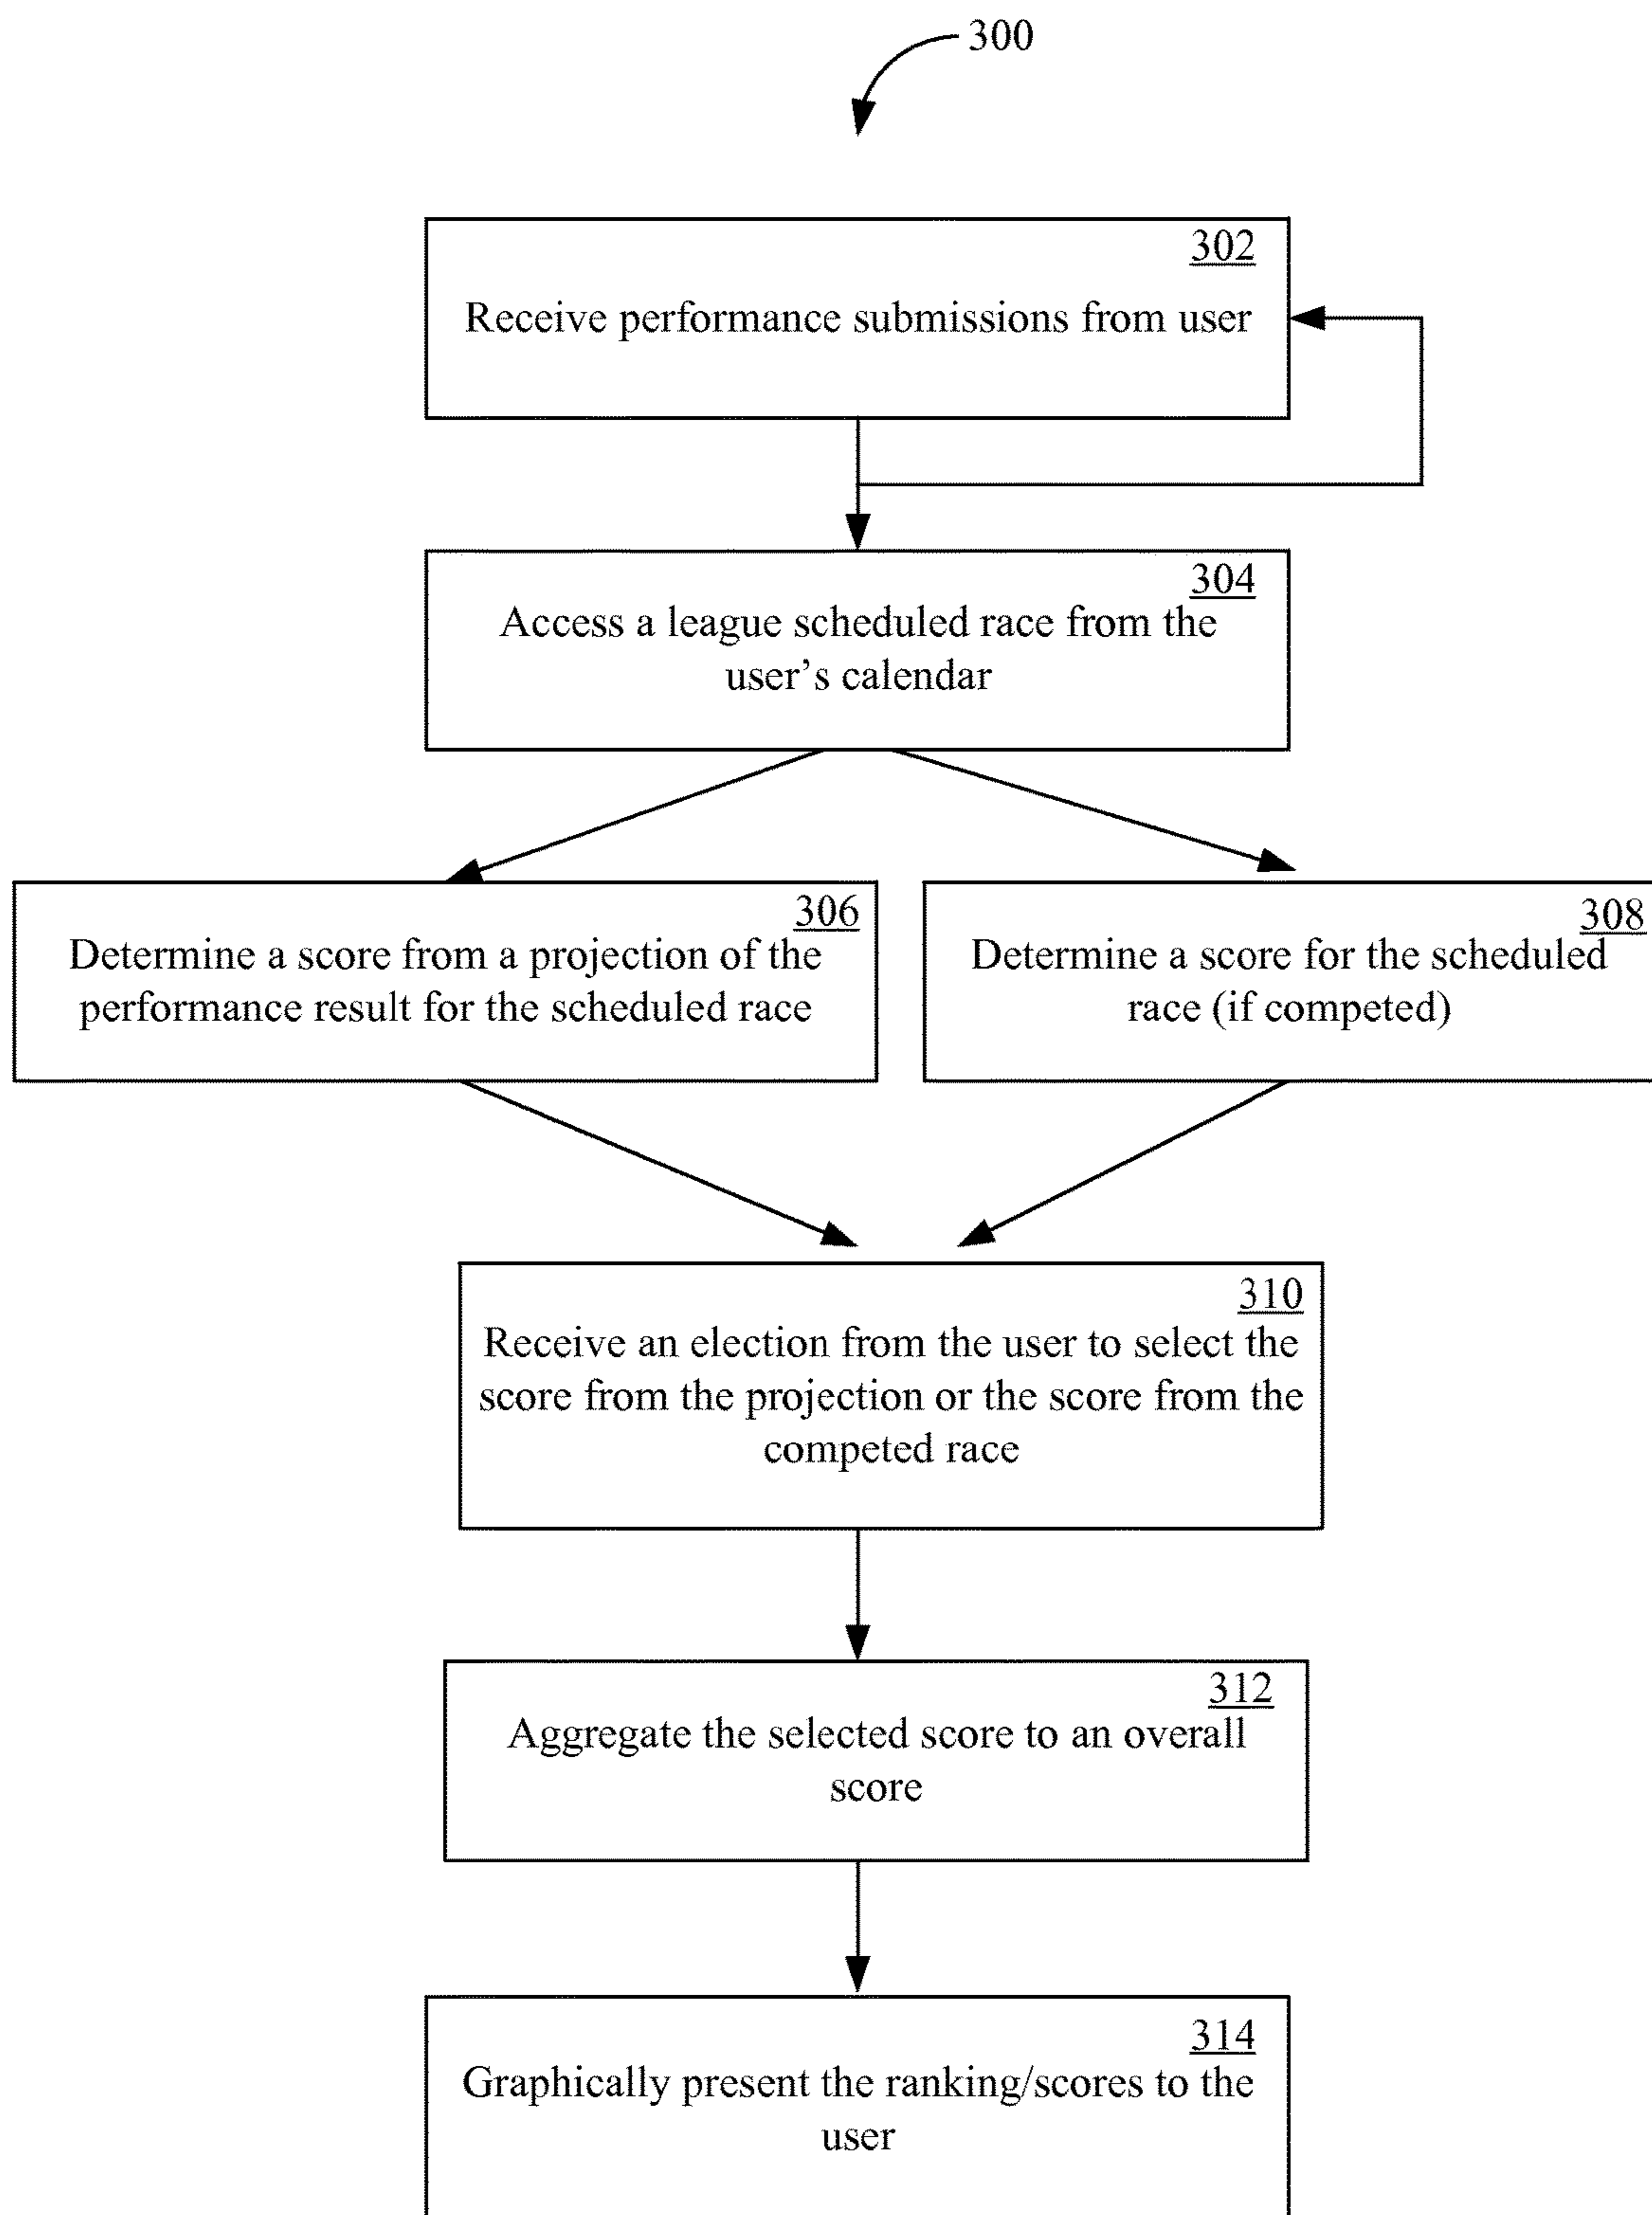 300
302
Receive performance submissions from user
304
Access a league scheduled race from the
user’s calendar
306
Determine a score from a projection of the
performance result for the scheduled race
308
Determine a score for the scheduled
race (if competed)
310
Receive an election from the user to select the
score from the projection or the score from the
competed race
312
Aggregate the selected score to an overall
score
314
Graphically present the ranking/scores to the
user